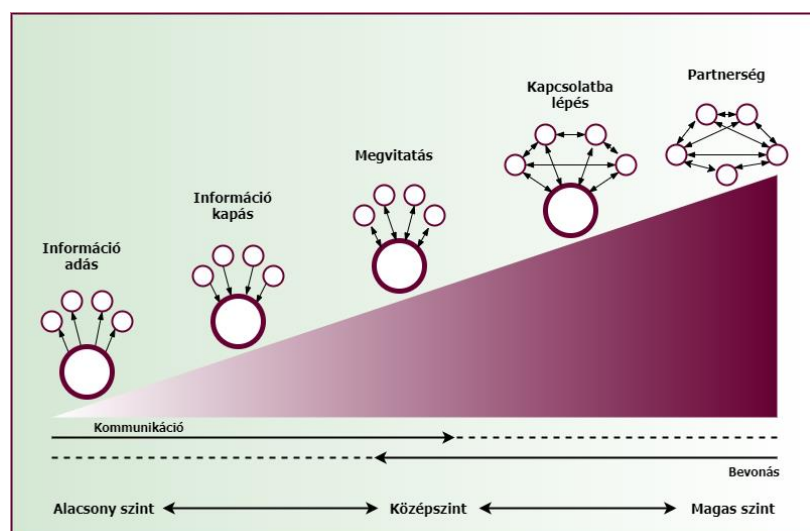 Partnerség
Kapcsolatba
lépés
Megvitatás
Információ
kapás
Információ
adás
Kommunikáció
Bevonás
Alacsony szint
Középszint
Magas szint